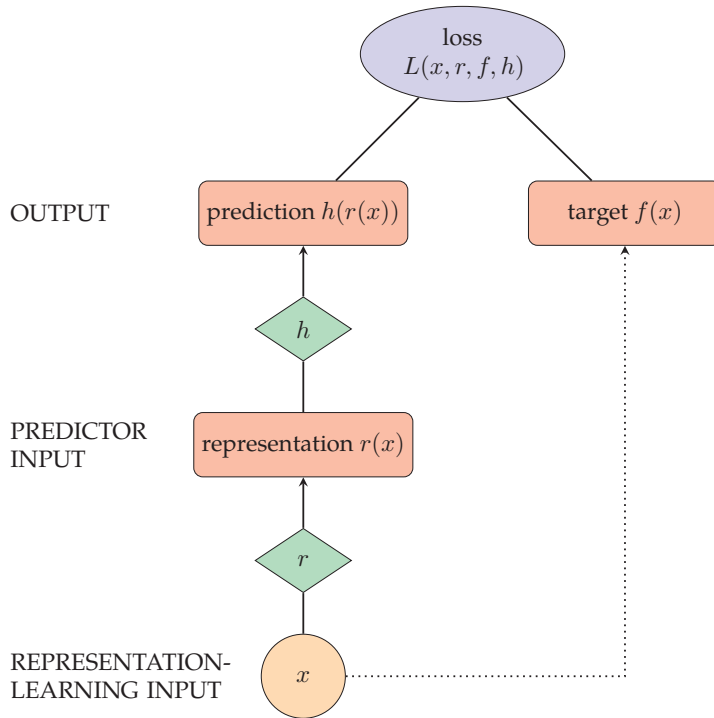 loss
L(x, r, f, h)
OUTPUT
prediction h(r(x))
target f(x)
h
PREDICTOR
INPUT
representation r(x)
r
REPRESENTATION-
LEARNING INPUT
x